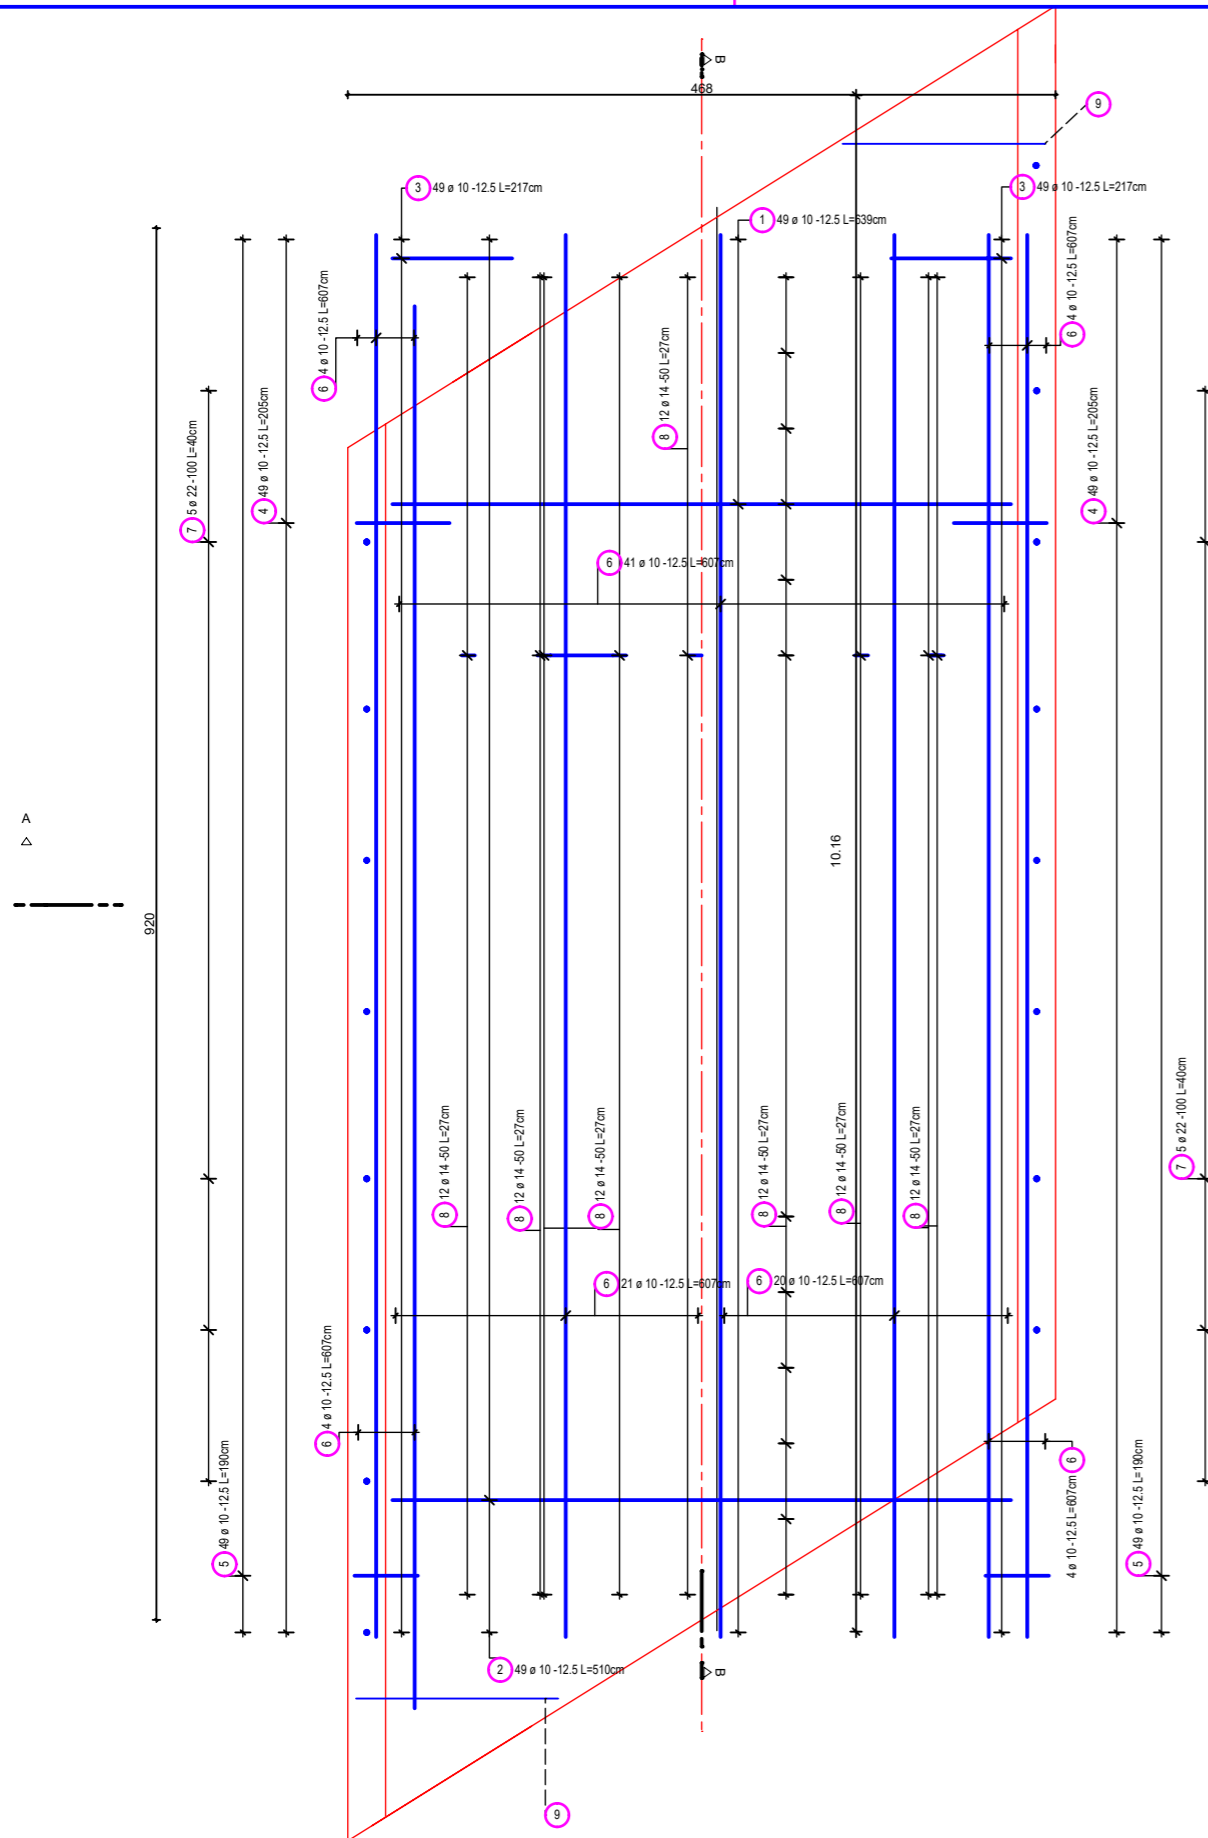 B
468
9
3 49 ø 10 -12.5 L=217cm
3 49 ø 10 -12.5 L=217cm
1 49 ø 10 -12.5 L=639cm
6 4 ø 10 -12.5 L=607cm
6 4 ø 10 -12.5 L=607cm
8 12 ø 14 -50 L=27cm
7 5 ø 22 -100 L=40cm
4 49 ø 10 -12.5 L=205cm
4 49 ø 10 -12.5 L=205cm
6 41 ø 10 -12.5 L=607cm
A
10.16
920
8 12 ø 14 -50 L=27cm
8 12 ø 14 -50 L=27cm
8 12 ø 14 -50 L=27cm
8 12 ø 14 -50 L=27cm
8 12 ø 14 -50 L=27cm
8 12 ø 14 -50 L=27cm
7 5 ø 22 -100 L=40cm
6 21 ø 10 -12.5 L=607cm
6 20 ø 10 -12.5 L=607cm
6 4 ø 10 -12.5 L=607cm
6 4 ø 10 -12.5 L=607cm
5 49 ø 10 -12.5 L=190cm
5 49 ø 10 -12.5 L=190cm
2 49 ø 10 -12.5 L=510cm
B
9